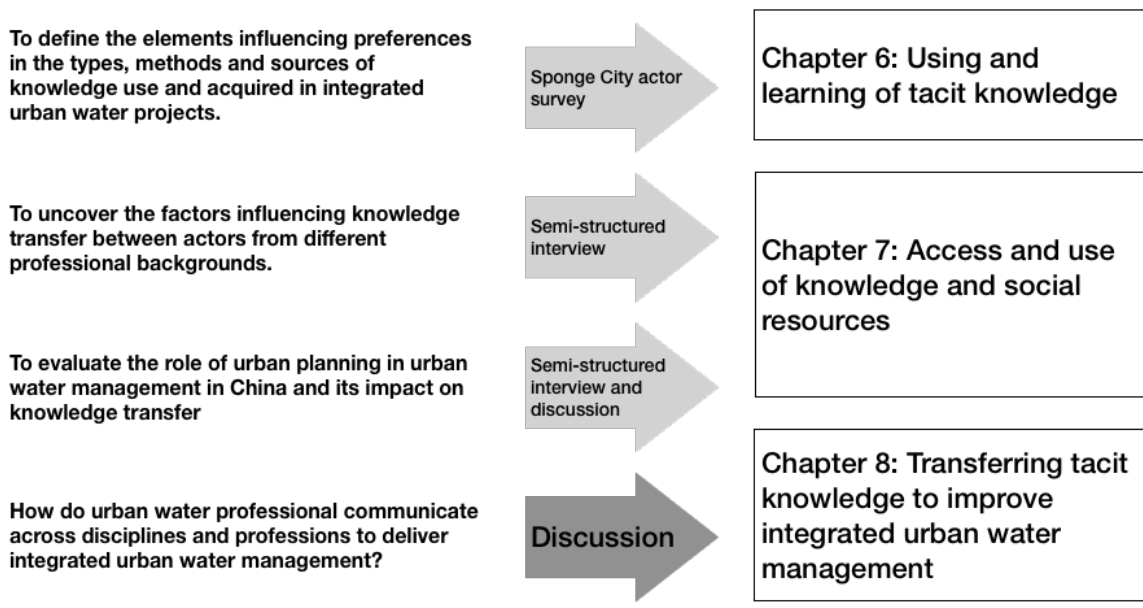 To define the elements influencing preferences
in the types, methods and sources of
knowledge use and acquired in integrated
urban water projects.
Sponge City actor
survey
Chapter 6: Using and
learning of tacit knowledge
To uncover the factors influencing knowledge
transfer between actors from different
professional backgrounds.
Semi-structured
interview
Chapter 7: Access and use
of knowledge and social
resources
To evaluate the role of urban planning in urban
water management in China and its impact on
knowledge transfer
Semi-structured
interview and
discussion
How do urban water professional communicate
across disciplines and professions to deliver
integrated urban water management?
Discussion
Chapter 8: Transferring tacit
knowledge to improve
integrated urban water
management